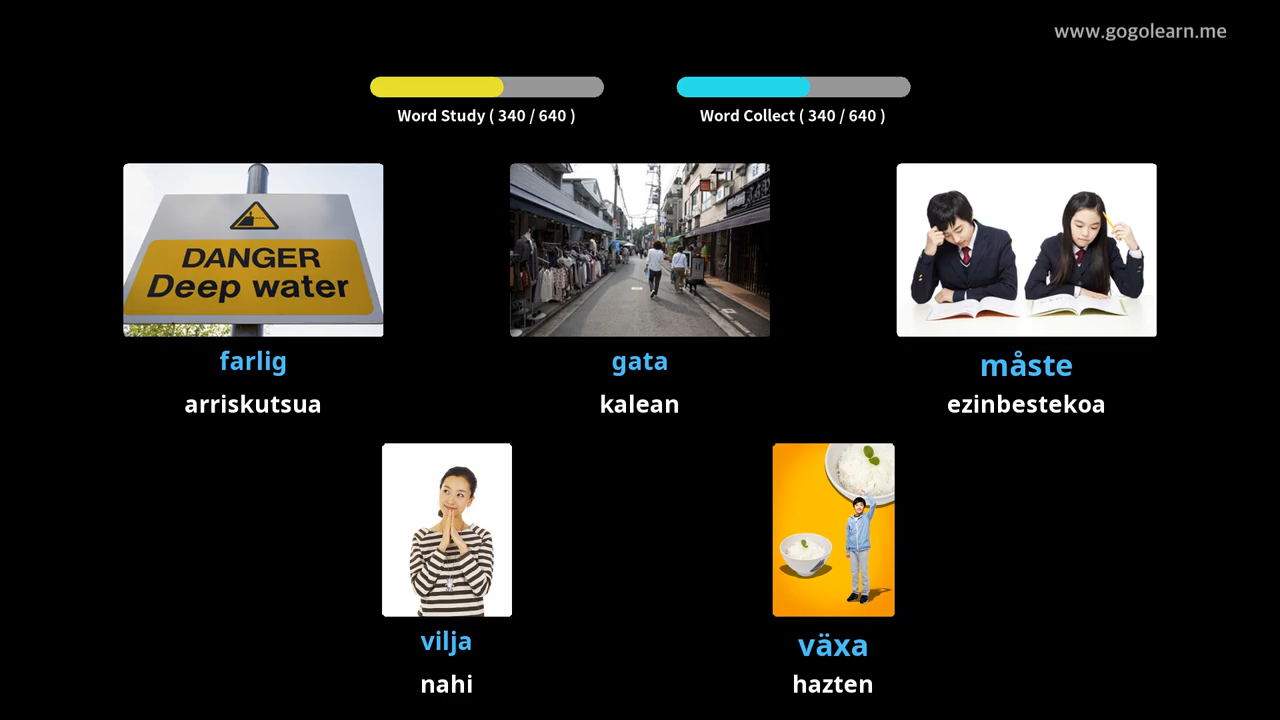 www.gogolearn.me
Word Study ( 340 / 640 )
Word Collect ( 340 / 640 )
DANGER
Deep water
farlig
gata
måste
arriskutsua
kalean
ezinbestekoa
vilja
växa
nahi
hazten